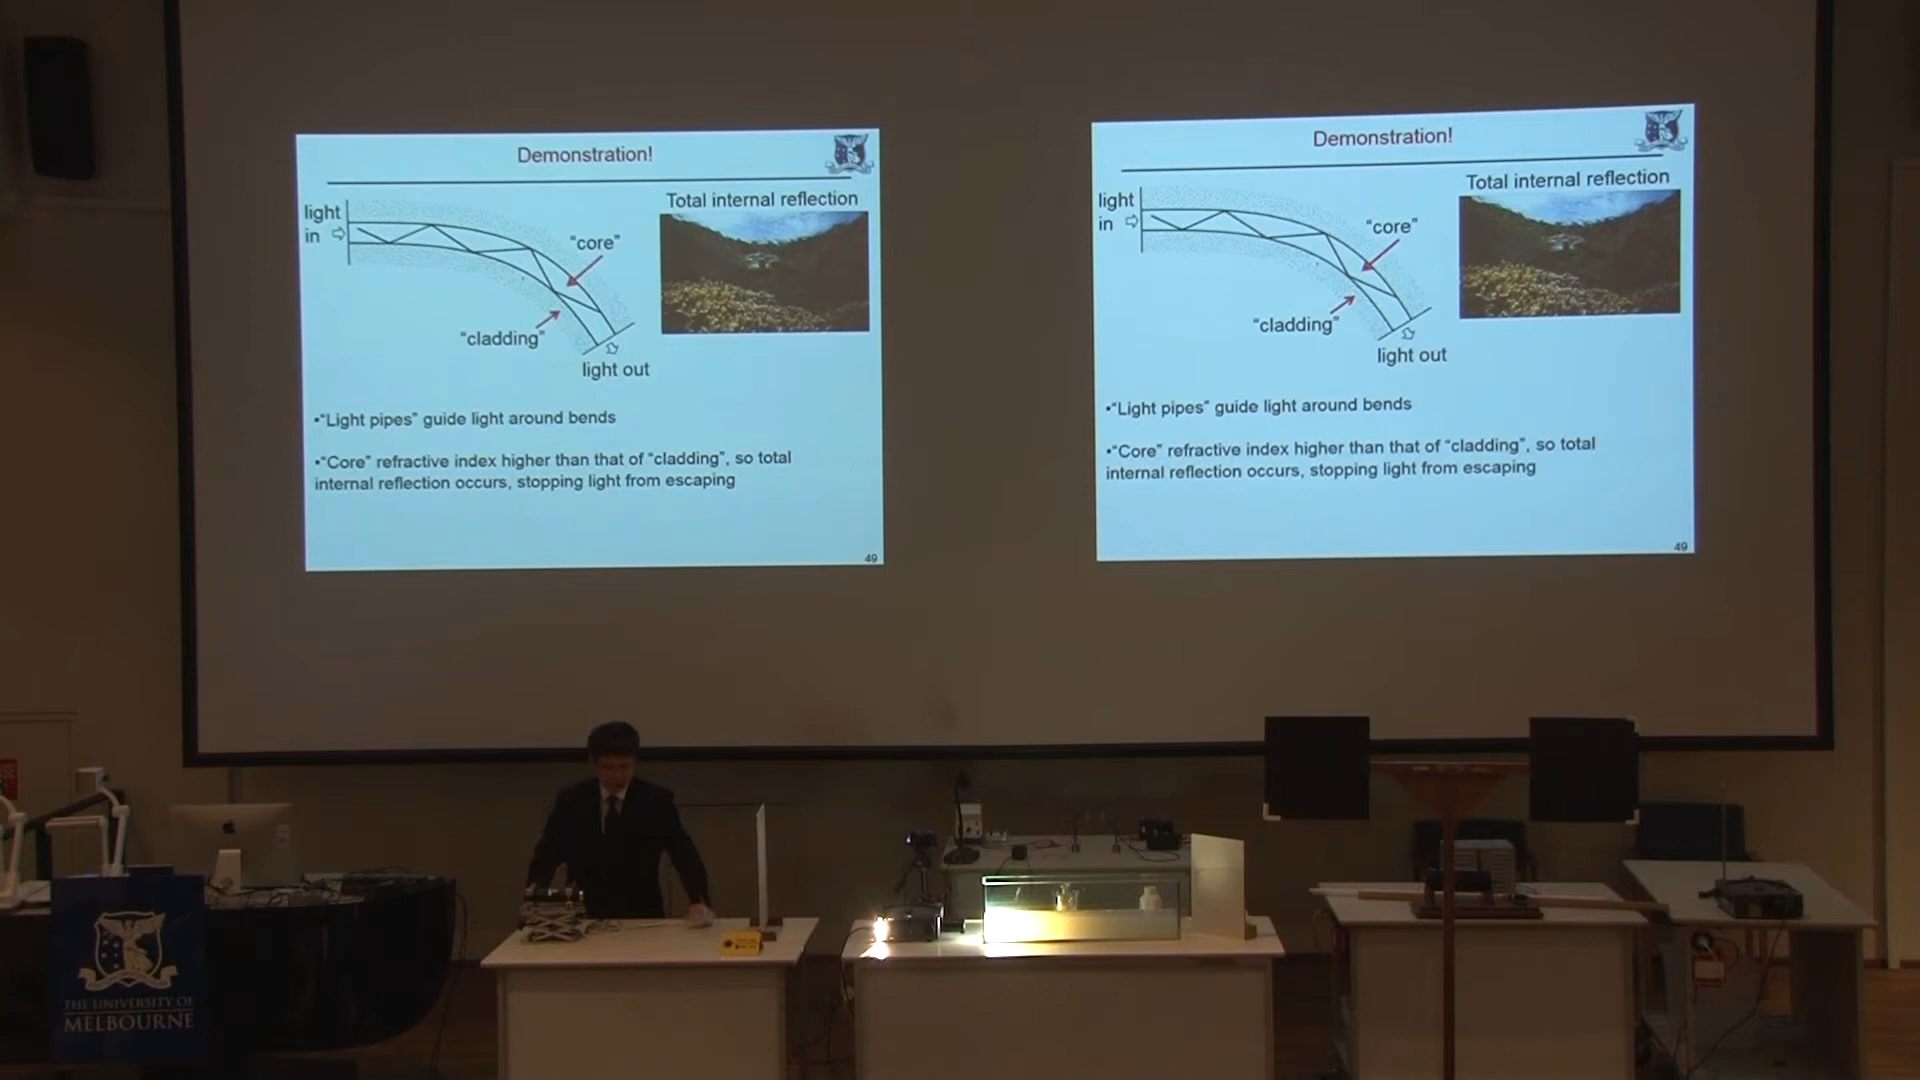 Demonstration!
Total internal reflection
light
in
"core"
"cladding"
light out
•"Light pipes" guide light around bends
•"Core" refractive index higher than that of "cladding", so total
internal reflection occurs, stopping light from escaping
49
Demonstration!
Total internal reflection
light
in
"core"
"cladding"
light out
•"Light pipes" guide light around bends
•"Core" refractive index higher than that of "cladding", so total
internal reflection occurs, stopping light from escaping
49
THE UNIVERSITY OF
MELBOURNE